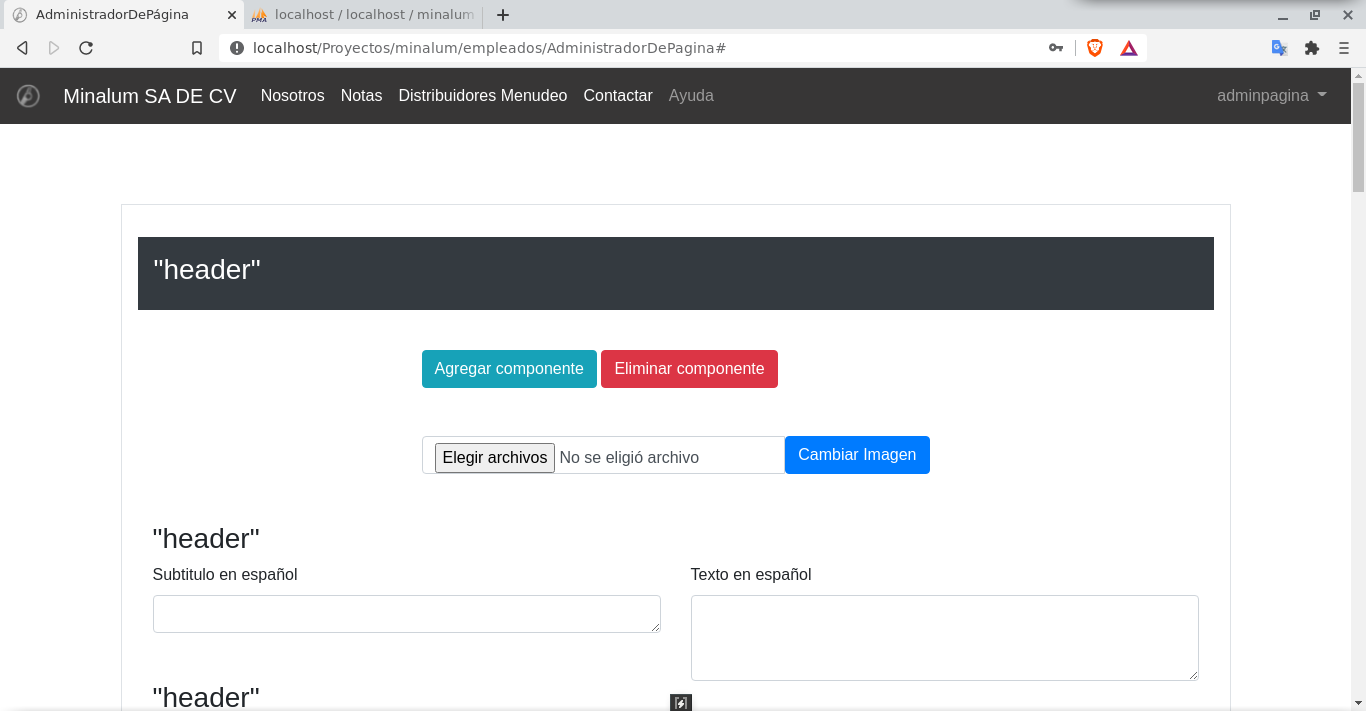 AdministradorDePágina
localhost / localhost / minalum
localhost/Proyectos/minalum/empleados/AdministradorDePagina#
Minalum SA DE CV Nosotros Notas Distribuidores Menudeo Contactar Ayuda adminpagina
"header"
Agregar componente Eliminar componente
Elegir archivos No se eligió archivo Cambiar Imagen
"header"
Subtitulo en español Texto en español
"header"